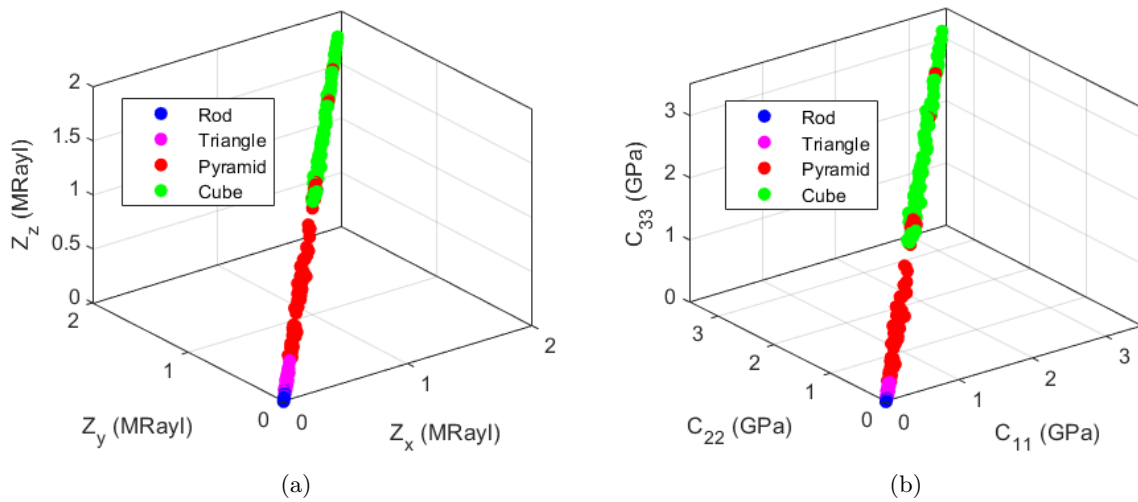 2
1.5
1
0.5
0
Z_z (MRayl)
2
1
0
Z_y (MRayl)
0
1
2
Z_x (MRayl)
Rod
Triangle
Pyramid
Cube
(a)
3
2
1
0
C_33 (GPa)
3
2
1
0
C_22 (GPa)
0
1
2
3
C_11 (GPa)
Rod
Triangle
Pyramid
Cube
(b)